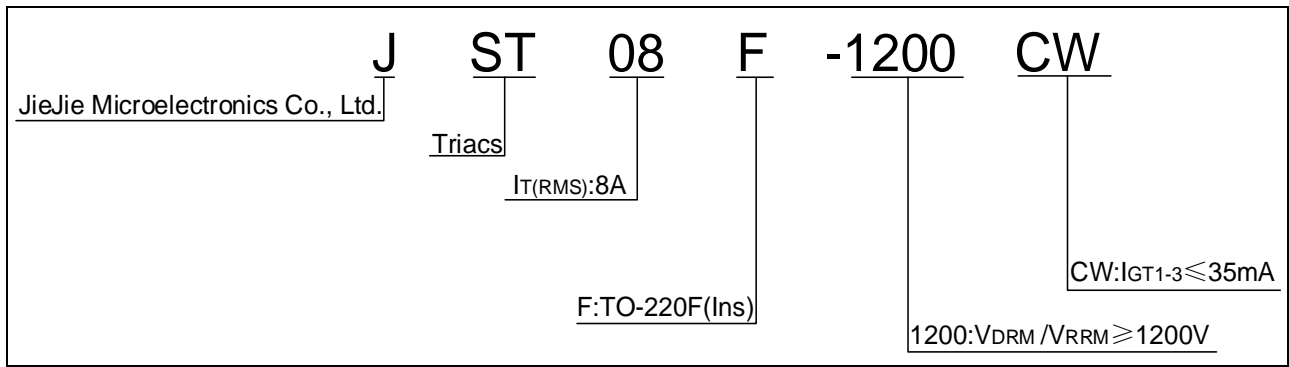 J ST 08 F -1200 CW
JieJie Microelectronics Co., Ltd.
Triacs
IT(RMS):8A
CW:IGT1-3≤35mA
F:TO-220F(Ins)
1200:VDRM /VRRM≥1200V